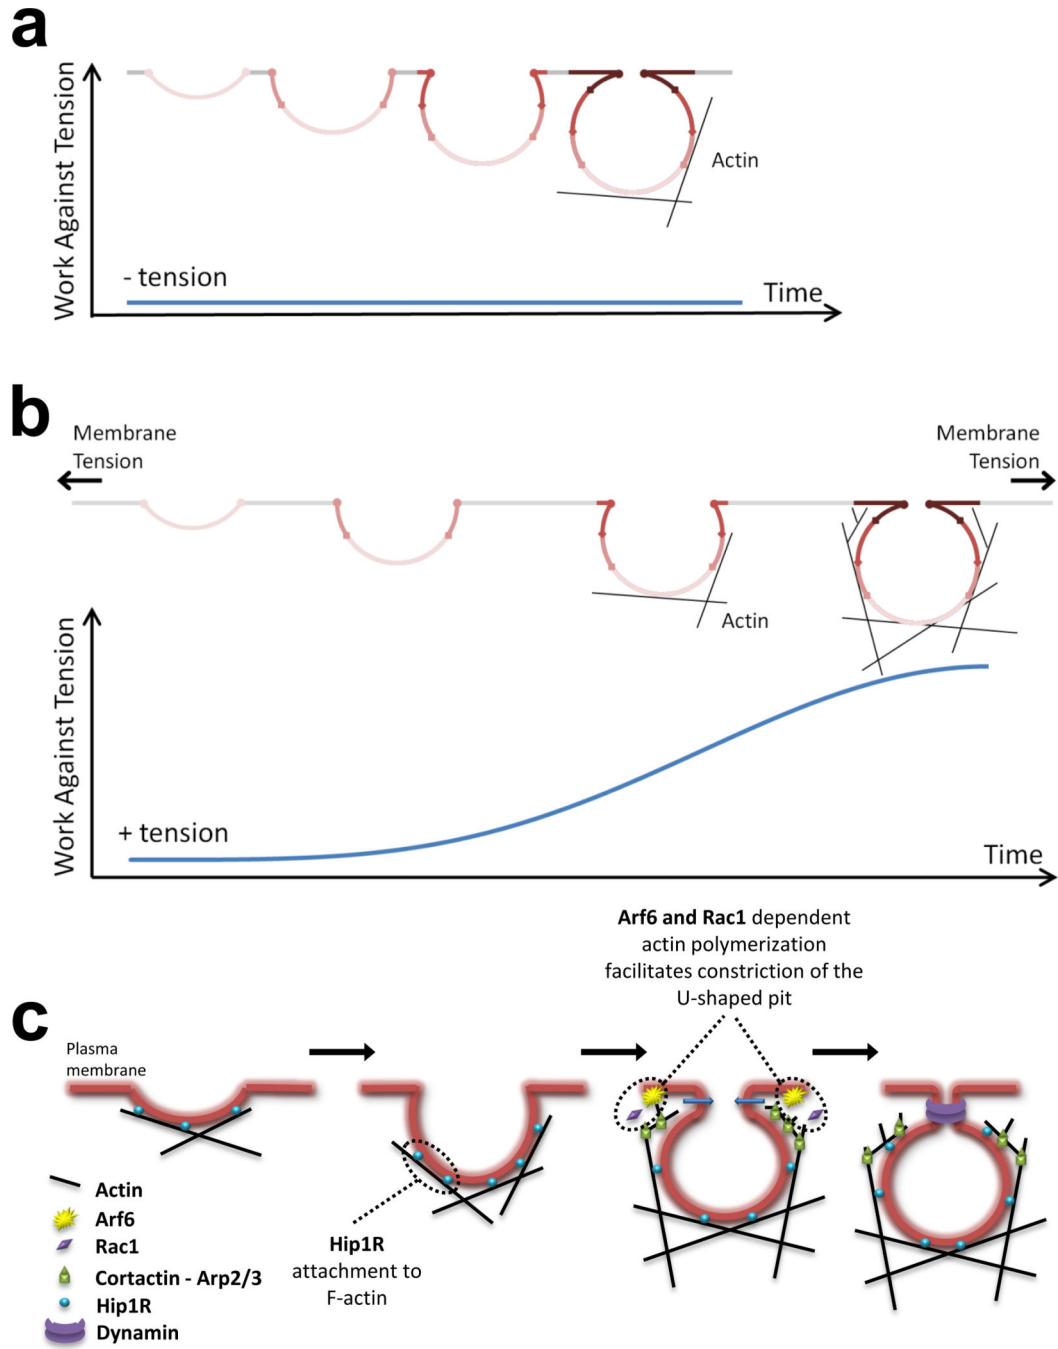 a
Work Against Tension
Actin
- tension
Time
b
Membrane
Tension
Membrane
Tension
Actin
Work Against Tension
+ tension
Time
Arf6 and Rac1 dependent
actin polymerization
facilitates constriction of the
U-shaped pit
c
Plasma
membrane
Actin
Arf6
Rac1
Cortactin - Arp2/3
Hip1R
Dynamin
Hip1R
attachment to
F-actin